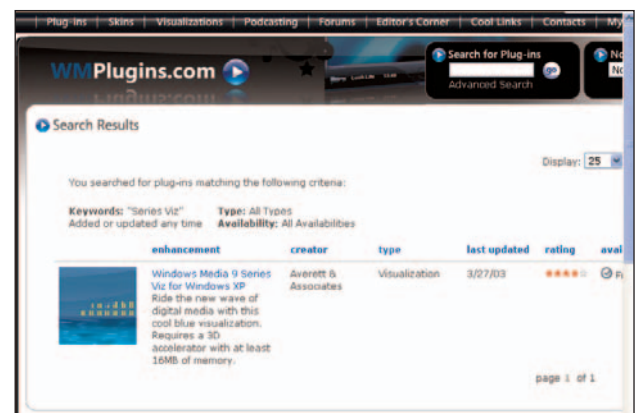 Plug-ins | Skins | Visualizations | Podcasting | Forums | Editor's Corner | Cool Links | Contacts | My
WMPlugins.com
Search for Plug-ins
go
Advanced Search
Search Results
Display: 25
You searched for plug-ins matching the following criteria:
Keywords: "Series Viz" Type: All Types
Added or updated any time Availability: All Availabilities
enhancement creator type last updated rating avai
Windows Media 9 Series Averett & Visualization 3/27/03
Viz for Windows XP Associates
Ride the new wave of
digital media with this
cool blue visualization.
Requires a 3D
accelerator with at least
16MB of memory.
page 1 of 1